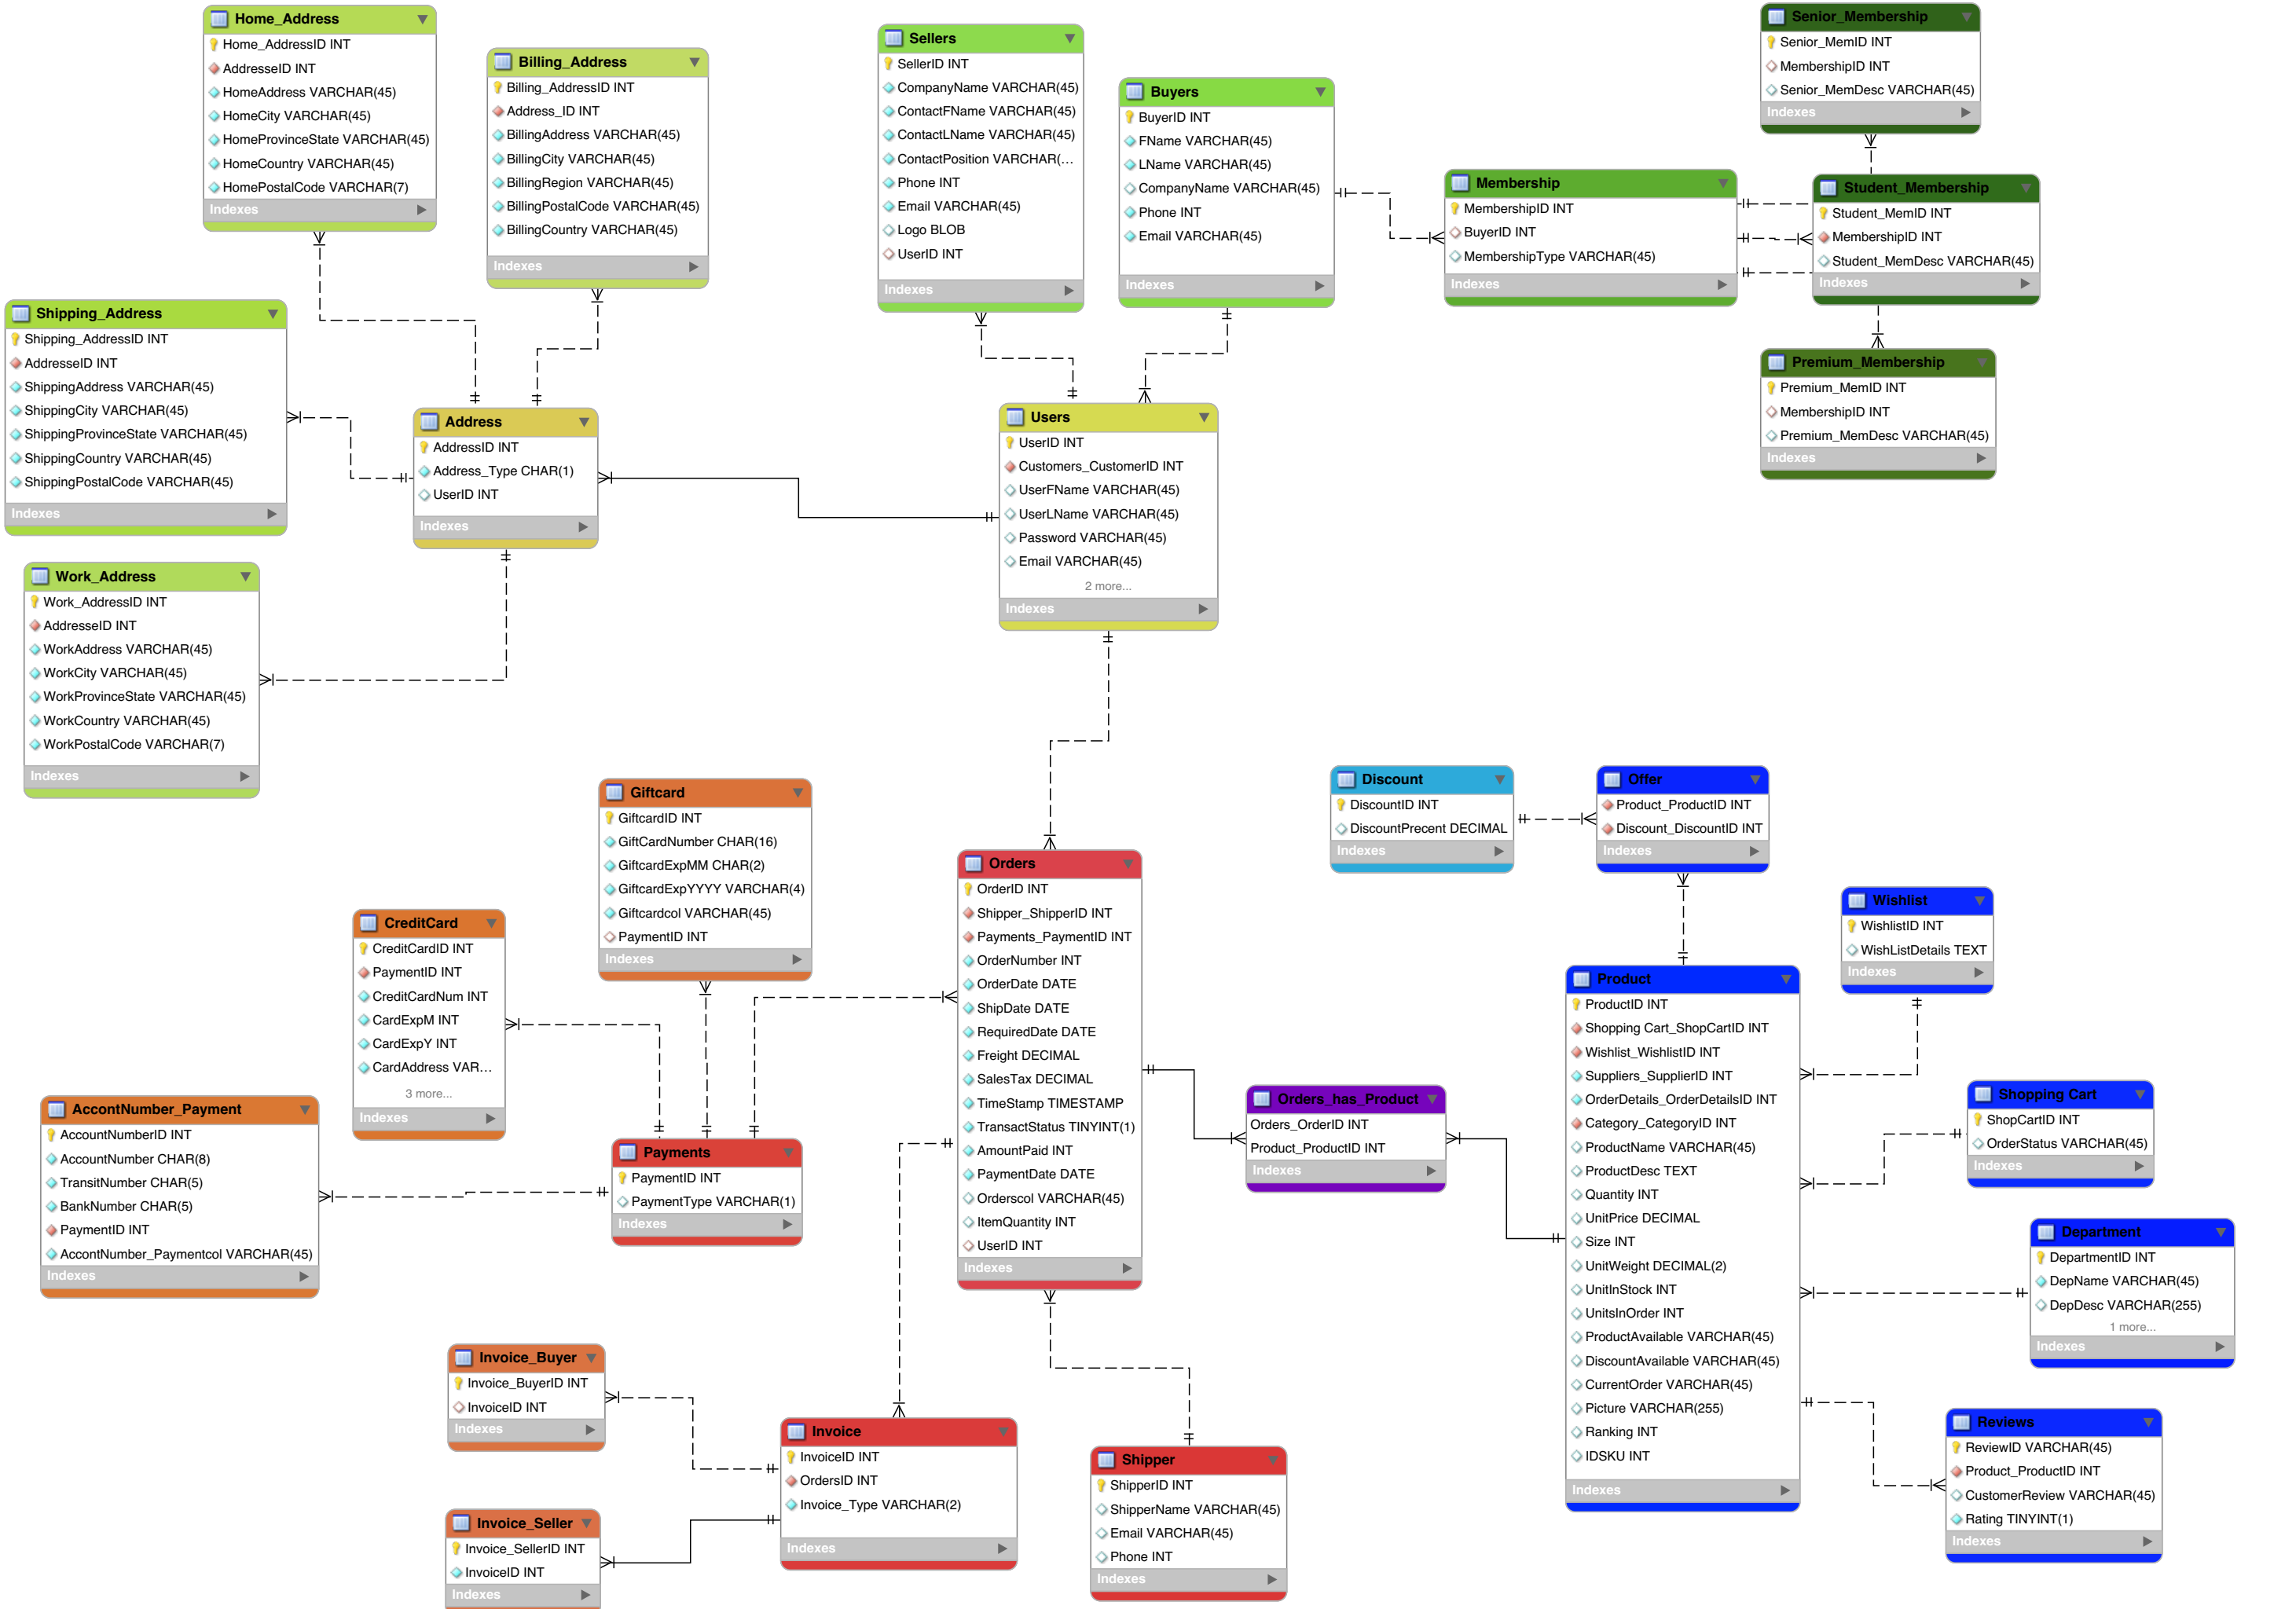 Home_Address
Home_AddressID INT
AddresseID INT
HomeAddress VARCHAR(45)
HomeCity VARCHAR(45)
HomeProvinceState VARCHAR(45)
HomeCountry VARCHAR(45)
HomePostalCode VARCHAR(7)
Indexes
Billing_Address
Billing_AddressID INT
Address_ID INT
BillingAddress VARCHAR(45)
BillingCity VARCHAR(45)
BillingRegion VARCHAR(45)
BillingPostalCode VARCHAR(45)
BillingCountry VARCHAR(45)
Indexes
Sellers
SellerID INT
CompanyName VARCHAR(45)
ContactFName VARCHAR(45)
ContactLName VARCHAR(45)
ContactPosition VARCHAR(...
Phone INT
Email VARCHAR(45)
Logo BLOB
UserID INT
Indexes
Buyers
BuyerID INT
FName VARCHAR(45)
LName VARCHAR(45)
CompanyName VARCHAR(45)
Phone INT
Email VARCHAR(45)
Indexes
Senior_Membership
Senior_MemID INT
MembershipID INT
Senior_MemDesc VARCHAR(45)
Indexes
Membership
MembershipID INT
BuyerID INT
MembershipType VARCHAR(45)
Indexes
Student_Membership
Student_MemID INT
MembershipID INT
Student_MemDesc VARCHAR(45)
Indexes
Premium_Membership
Premium_MemID INT
MembershipID INT
Premium_MemDesc VARCHAR(45)
Indexes
Shipping_Address
Shipping_AddressID INT
AddresseID INT
ShippingAddress VARCHAR(45)
ShippingCity VARCHAR(45)
ShippingProvinceState VARCHAR(45)
ShippingCountry VARCHAR(45)
ShippingPostalCode VARCHAR(45)
Indexes
Address
AddressID INT
Address_Type CHAR(1)
UserID INT
Indexes
Users
UserID INT
Customers_CustomerID INT
UserFName VARCHAR(45)
UserLName VARCHAR(45)
Password VARCHAR(45)
Email VARCHAR(45)
2 more...
Indexes
Work_Address
Work_AddressID INT
AddresseID INT
WorkAddress VARCHAR(45)
WorkCity VARCHAR(45)
WorkProvinceState VARCHAR(45)
WorkCountry VARCHAR(45)
WorkPostalCode VARCHAR(7)
Indexes
Giftcard
GiftcardID INT
GiftCardNumber CHAR(16)
GiftcardExpMM CHAR(2)
GiftcardExpYYYY VARCHAR(4)
Giftcardcol VARCHAR(45)
PaymentID INT
Indexes
Discount
DiscountID INT
DiscountPrecent DECIMAL
Indexes
Offer
Product_ProductID INT
Discount_DiscountID INT
Indexes
CreditCard
CreditCardID INT
PaymentID INT
CreditCardNum INT
CardExpM INT
CardExpY INT
CardAddress VAR...
3 more...
Indexes
Orders
OrderID INT
Shipper_ShipperID INT
Payments_PaymentID INT
OrderNumber INT
OrderDate DATE
ShipDate DATE
RequiredDate DATE
Freight DECIMAL
SalesTax DECIMAL
TimeStamp TIMESTAMP
TransactStatus TINYINT(1)
AmountPaid INT
PaymentDate DATE
Orderscol VARCHAR(45)
ItemQuantity INT
UserID INT
Indexes
Wishlist
WishlistID INT
WishListDetails TEXT
Indexes
Product
ProductID INT
Shopping Cart_ShopCartID INT
Wishlist_WishlistID INT
Suppliers_SupplierID INT
OrderDetails_OrderDetailsID INT
Category_CategoryID INT
ProductName VARCHAR(45)
ProductDesc TEXT
Quantity INT
UnitPrice DECIMAL
Size INT
UnitWeight DECIMAL(2)
UnitInStock INT
UnitsInOrder INT
ProductAvailable VARCHAR(45)
DiscountAvailable VARCHAR(45)
CurrentOrder VARCHAR(45)
Picture VARCHAR(255)
Ranking INT
IDSKU INT
Indexes
Shopping Cart
ShopCartID INT
OrderStatus VARCHAR(45)
Indexes
AccontNumber_Payment
AccountNumberID INT
AccountNumber CHAR(8)
TransitNumber CHAR(5)
BankNumber CHAR(5)
PaymentID INT
AccontNumber_Paymentcol VARCHAR(45)
Indexes
Payments
PaymentID INT
PaymentType VARCHAR(1)
Indexes
Orders_has_Product
Orders_OrderID INT
Product_ProductID INT
Indexes
Department
DepartmentID INT
DepName VARCHAR(45)
DepDesc VARCHAR(255)
1 more...
Indexes
Invoice_Buyer
Invoice_BuyerID INT
InvoiceID INT
Indexes
Invoice
InvoiceID INT
OrdersID INT
Invoice_Type VARCHAR(2)
Indexes
Shipper
ShipperID INT
ShipperName VARCHAR(45)
Email VARCHAR(45)
Phone INT
Indexes
Reviews
ReviewID VARCHAR(45)
Product_ProductID INT
CustomerReview VARCHAR(45)
Rating TINYINT(1)
Indexes
Invoice_Seller
Invoice_SellerID INT
InvoiceID INT
Indexes